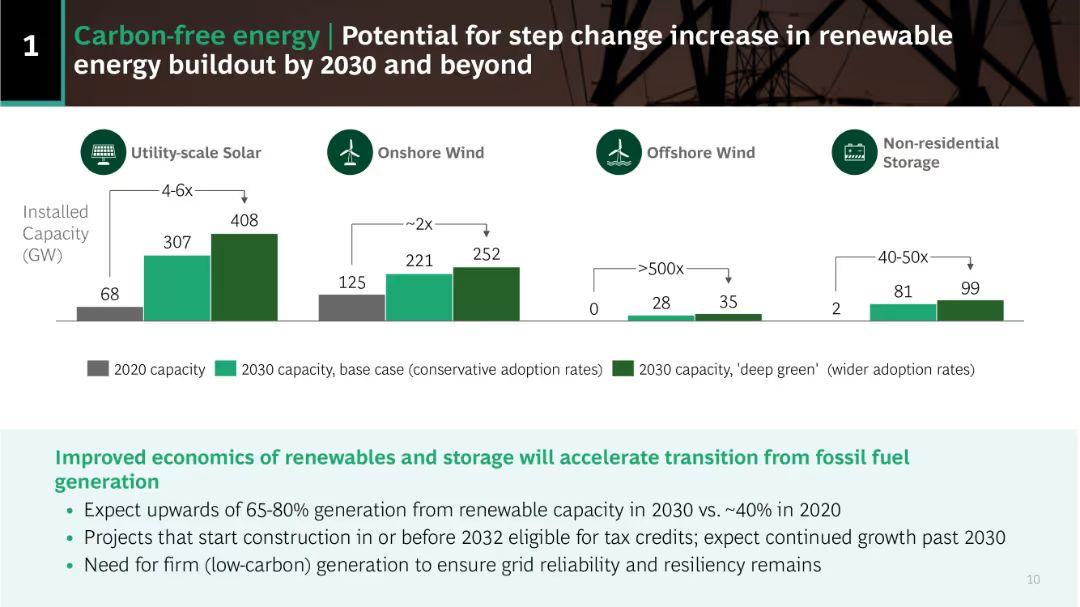 1
Carbon-free energy | Potential for step change increase in renewable
energy buildout by 2030 and beyond
Utility-scale Solar
Onshore Wind
Offshore Wind
Non-residential
Storage
Installed
Capacity
(GW)
4-6x
68
307
408
~2x
125
221
252
>500x
0
28
35
40-50x
2
81
99
2020 capacity
2030 capacity, base case (conservative adoption rates)
2030 capacity, 'deep green' (wider adoption rates)
Improved economics of renewables and storage will accelerate transition from fossil fuel
generation
• Expect upwards of 65-80% generation from renewable capacity in 2030 vs. ~40% in 2020
• Projects that start construction in or before 2032 eligible for tax credits; expect continued growth past 2030
• Need for firm (low-carbon) generation to ensure grid reliability and resiliency remains
10